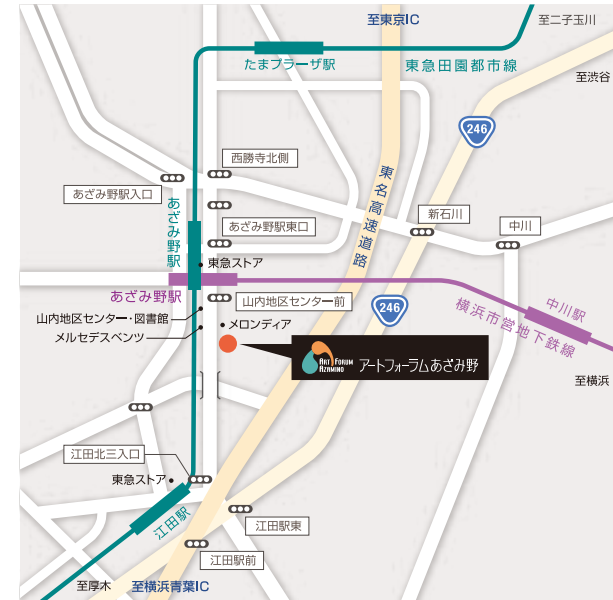 至東京IC
至二子玉川
たまプラーザ駅
東急田園都市線
至渋谷
246
西勝寺北側
東名高速道路
あざみ野駅入口
あざみ野駅
あざみ野駅東口
新石川
中川
東急ストア
あざみ野駅
山内地区センター前
246
横浜市営地下鉄線
中川駅
山内地区センター・図書館
メロンディア
メルセデスベンツ
ART FORUM
AZAMINO
アートフォーラムあざみ野
至横浜
江田北三入口
東急ストア
江田駅
江田駅東
江田駅前
至厚木
至横浜青葉IC